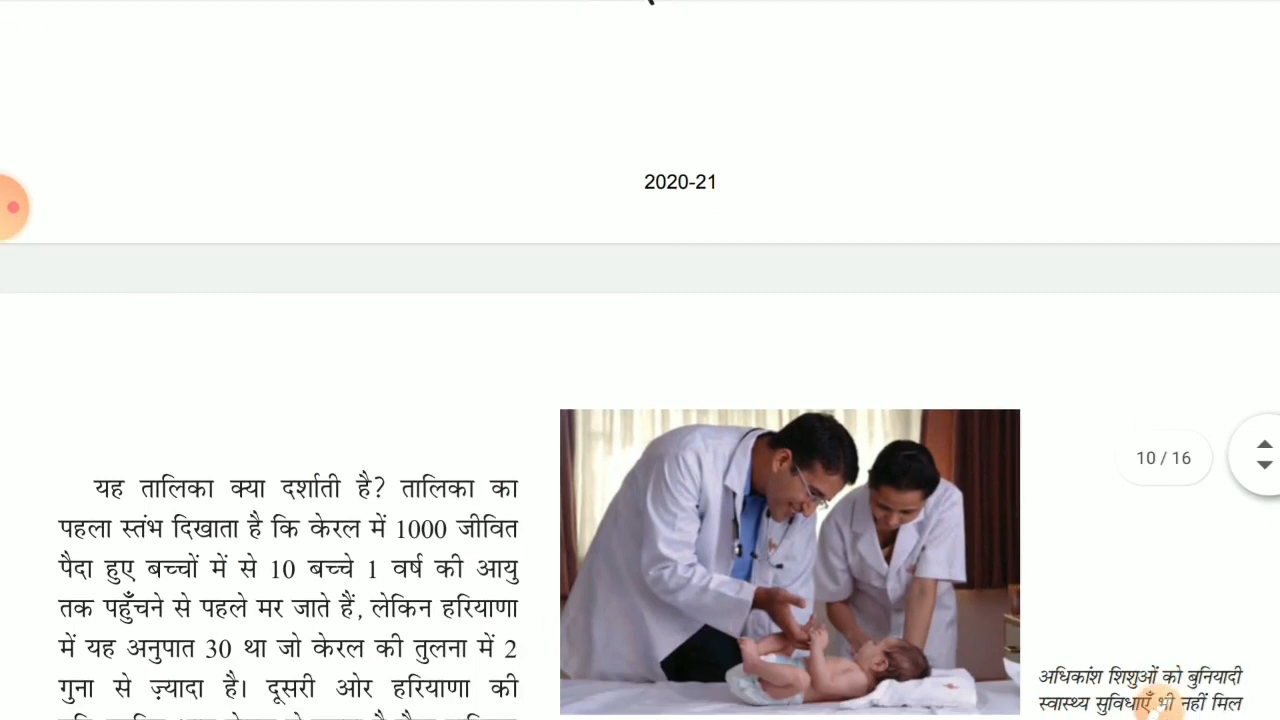 2020-21
यह तालिका क्या दर्शाती है? तालिका का
पहला स्तंभ दिखाता है कि केरल में 1000 जीवित
पैदा हुए बच्चों में से 10 बच्चे 1 वर्ष की आयु
तक पहुँचने से पहले मर जाते हैं, लेकिन हरियाणा
में यह अनुपात 30 था जो केरल की तुलना में 2
गुना से ज़्यादा है। दूसरी ओर हरियाणा की
10 / 16
अधिकांश शिशुओं को बुनियादी
स्वास्थ्य सुविधाएँ भी नहीं मिल